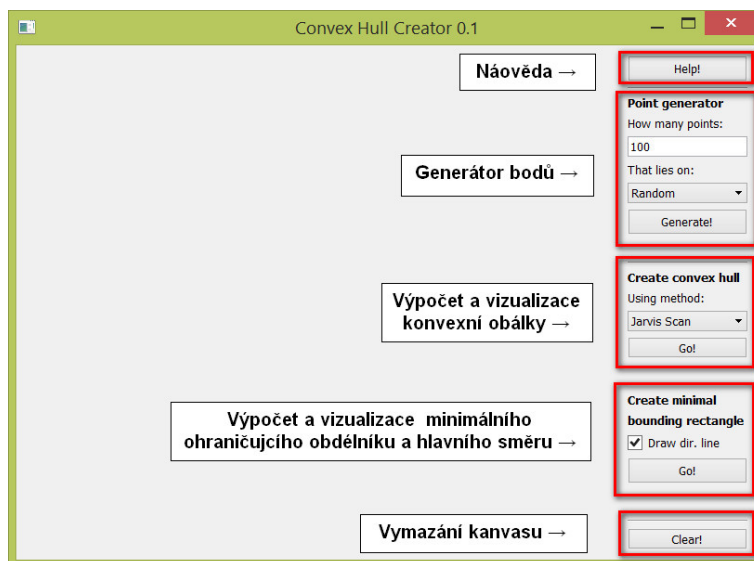 Convex Hull Creator 0.1
Náověda →
Help!
Point generator
How many points:
100
Generátor bodů →
That lies on:
Random
Generate!
Create convex hull
Výpočet a vizualizace
konvexní obálky →
Using method:
Jarvis Scan
Go!
Create minimal
bounding rectangle
Výpočet a vizualizace minimálního
ohraničujcího obdélníku a hlavního směru →
Draw dir. line
Go!
Vymazání kanvasu →
Clear!